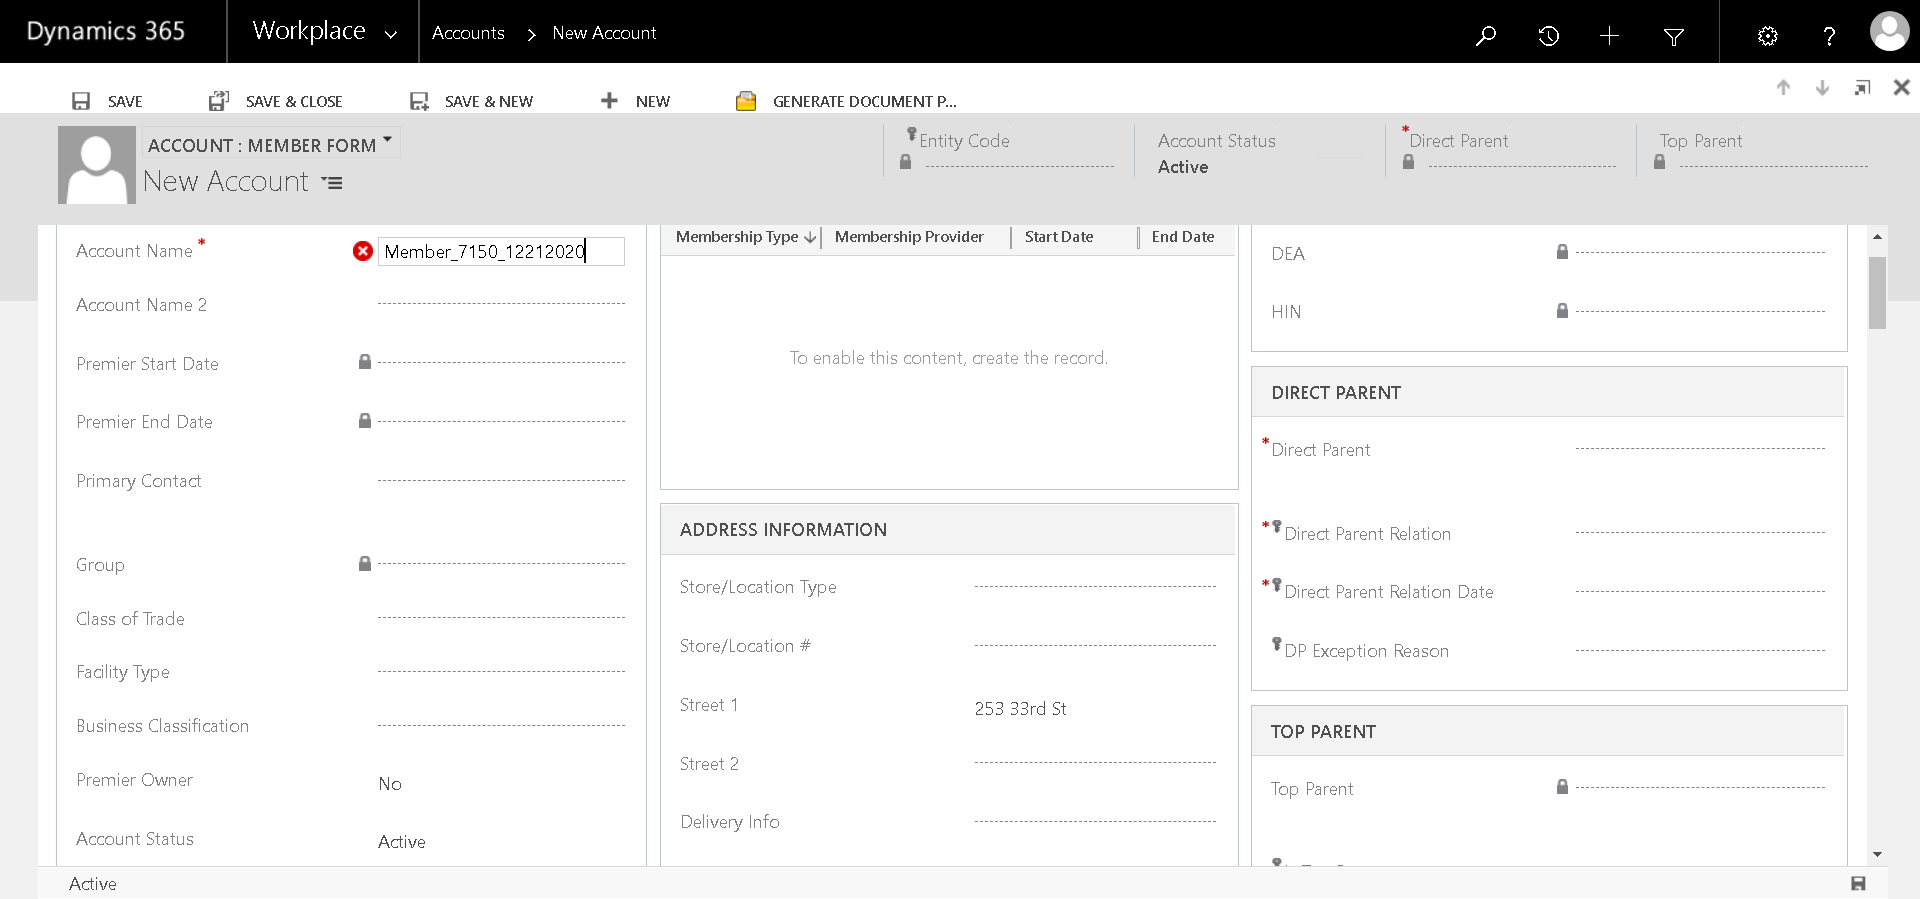 Dynamics 365
Workplace
Accounts > New Account
SAVE
SAVE & CLOSE
SAVE & NEW
NEW
GENERATE DOCUMENT P...
ACCOUNT : MEMBER FORM
New Account
Entity Code
Account Status
Active
*Direct Parent
Top Parent
Account Name *
Member_7150_12212020
Account Name 2
Premier Start Date
Premier End Date
Primary Contact
Group
Class of Trade
Facility Type
Business Classification
Premier Owner
No
Account Status
Active
Membership Type
Membership Provider
Start Date
End Date
To enable this content, create the record.
ADDRESS INFORMATION
Store/Location Type
Store/Location #
Street 1
253 33rd St
Street 2
Delivery Info
DEA
HIN
DIRECT PARENT
*Direct Parent
*Direct Parent Relation
*Direct Parent Relation Date
DP Exception Reason
TOP PARENT
Top Parent
Active